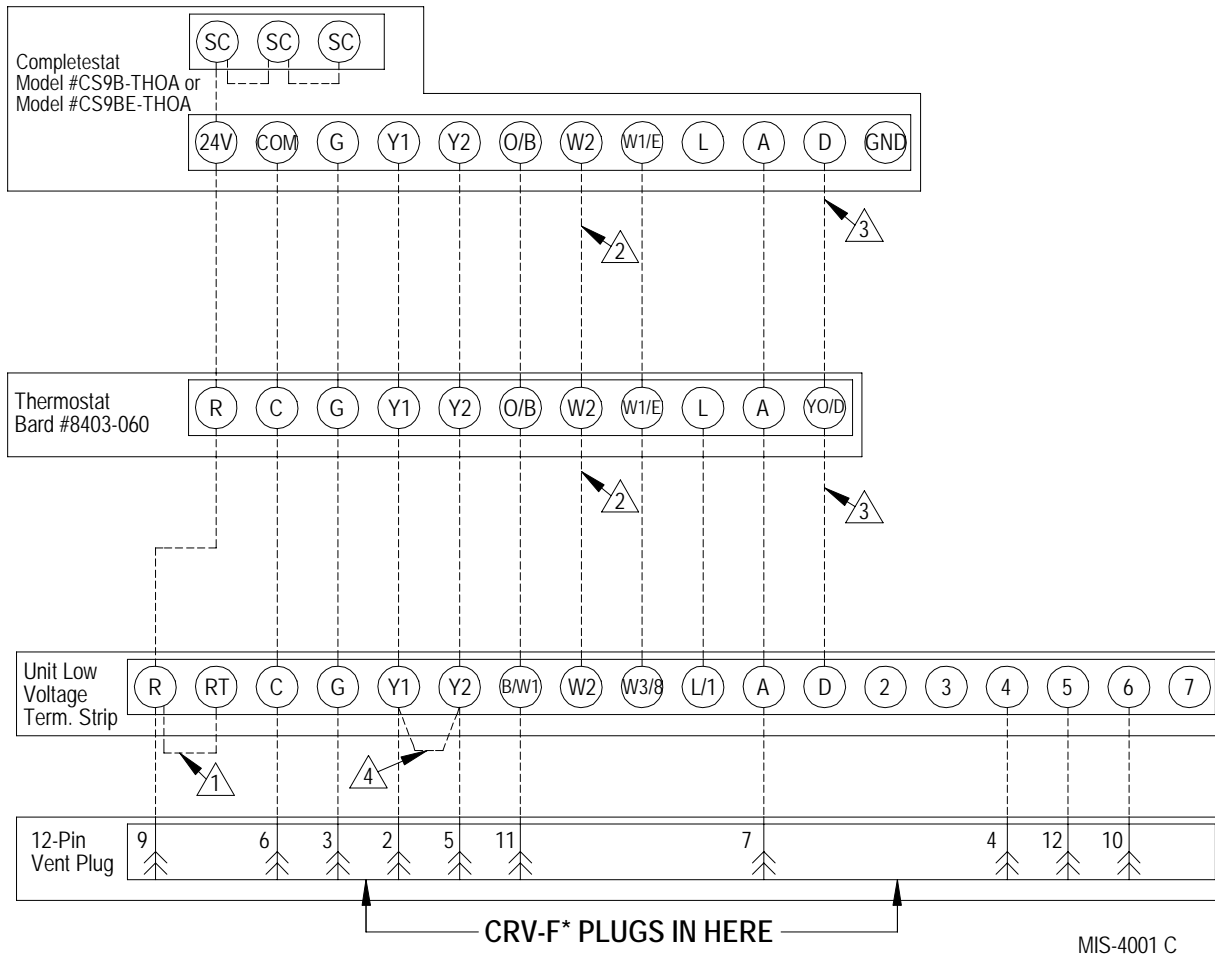 SC SC SC
Completestat
Model #CS9B-THOA or
Model #CS9BE-THOA
24V COM G Y1 Y2 O/B W2 W1/E L A D GND
2 3
Thermostat
Bard #8403-060
R C G Y1 Y2 O/B W2 W1/E L A YO/D
2 3
Unit Low
Voltage
Term. Strip
R RT C G Y1 Y2 B/W1 W2 W3/8 L/1 A D 2 3 4 5 6 7
1 4
12-Pin
Vent Plug
9 6 3 2 5 11 7 4 12 10
CRV-F* PLUGS IN HERE
MIS-4001 C